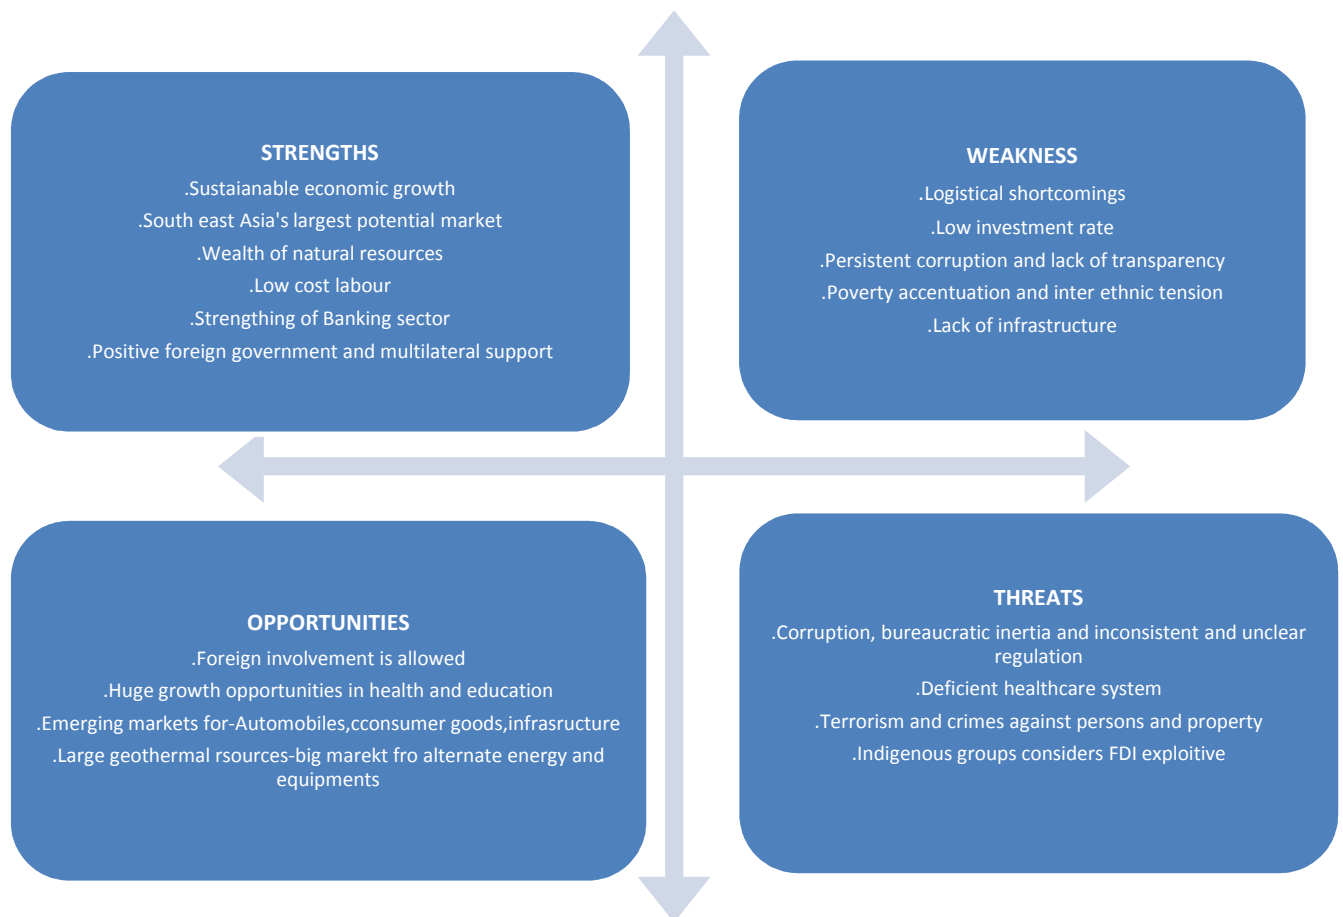 STRENGTHS
.Sustaianable economic growth
.South east Asia's largest potential market
.Wealth of natural resources
.Low cost labour
.Strengthing of Banking sector
.Positive foreign government and multilateral support
WEAKNESS
.Logistical shortcomings
.Low investment rate
.Persistent corruption and lack of transparency
.Poverty accentuation and inter ethnic tension
.Lack of infrastructure
OPPORTUNITIES
.Foreign involvement is allowed
.Huge growth opportunities in health and education
.Emerging markets for-Automobiles,cconsumer goods,infrasructure
.Large geothermal rsources-big marekt fro alternate energy and
equipments
THREATS
.Corruption, bureaucratic inertia and inconsistent and unclear
regulation
.Deficient healthcare system
.Terrorism and crimes against persons and property
.Indigenous groups considers FDI exploitive